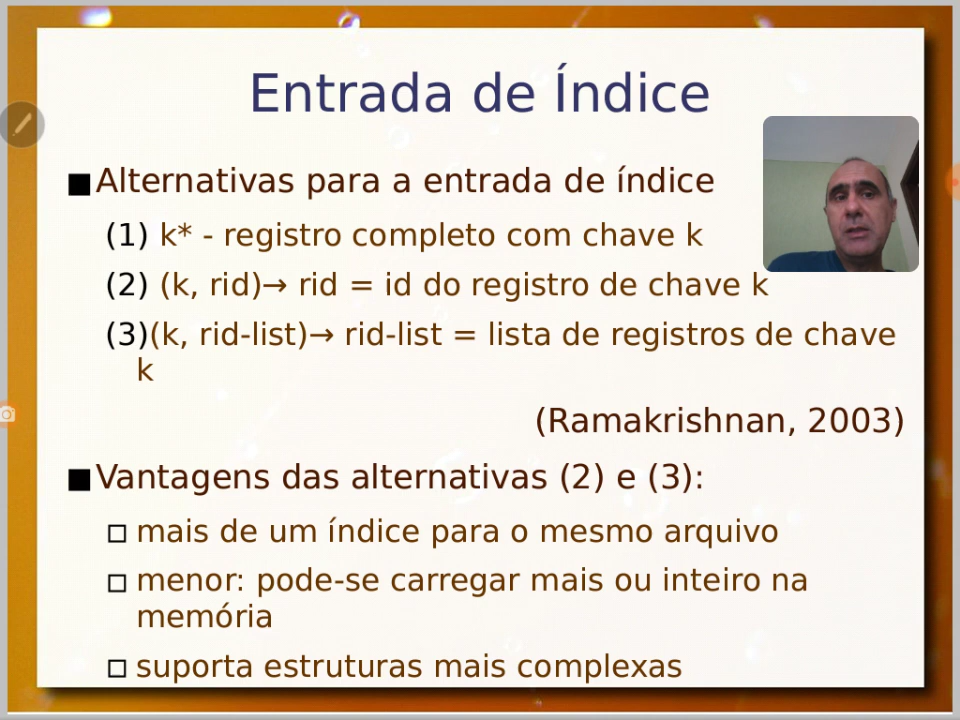 Entrada de Índice
■Alternativas para a entrada de índice
(1) k* - registro completo com chave k
(2) (k, rid)→ rid = id do registro de chave k
(3)(k, rid-list)→ rid-list = lista de registros de chave
k
(Ramakrishnan, 2003)
■Vantagens das alternativas (2) e (3):
□ mais de um índice para o mesmo arquivo
□ menor: pode-se carregar mais ou inteiro na
memória
□ suporta estruturas mais complexas